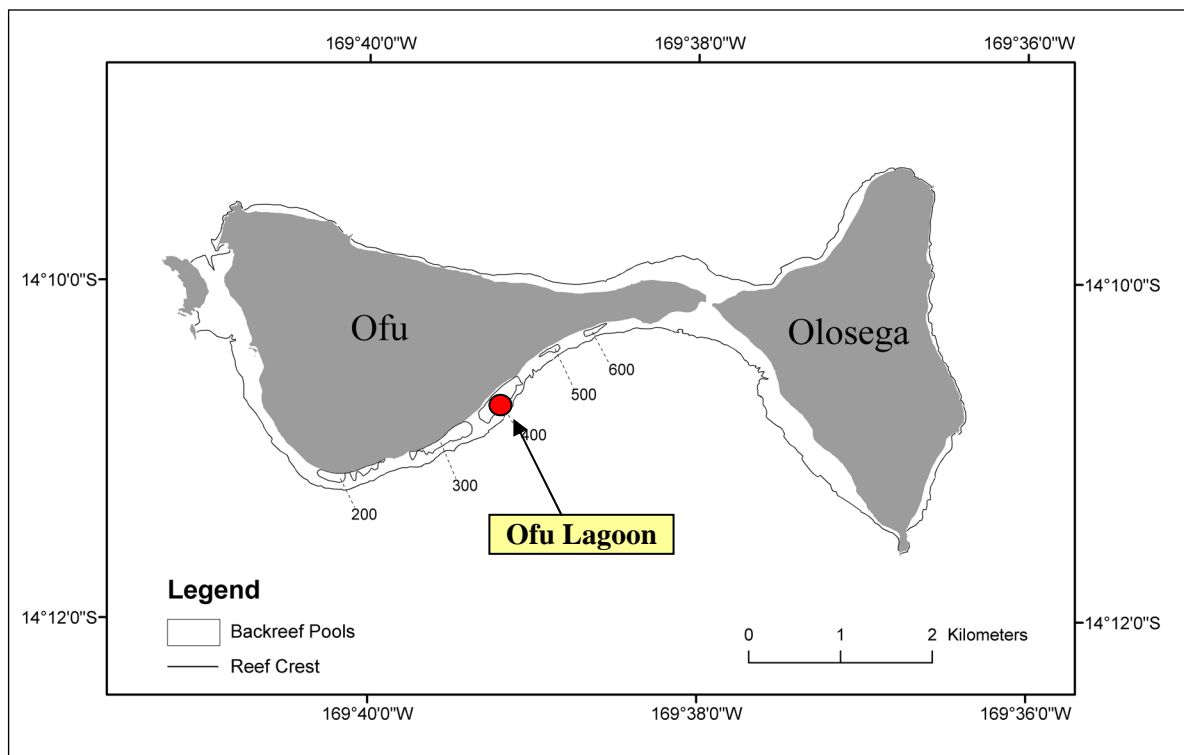 169°40'0"W 169°38'0"W 169°36'0"W
14°10'0"S 14°10'0"S
Ofu
Olosega
600
500
400
300
200
Ofu Lagoon
Legend
Backreef Pools
Reef Crest
14°12'0"S 14°12'0"S
0 1 2 Kilometers
169°40'0"W 169°38'0"W 169°36'0"W